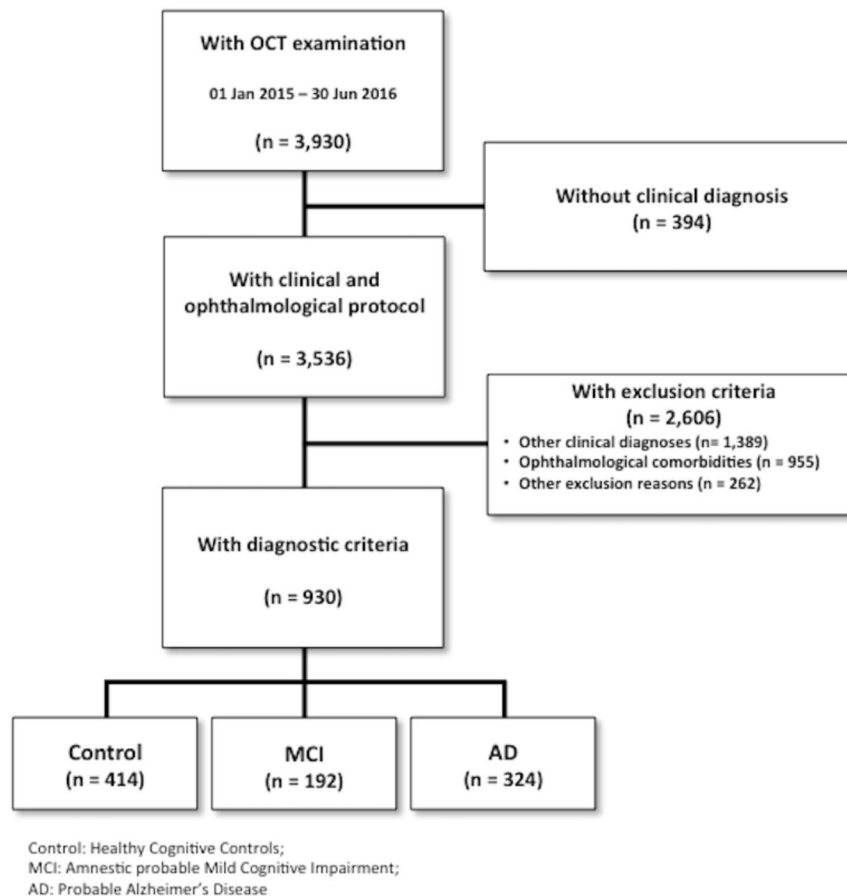 With OCT examination
01 Jan 2015 – 30 Jun 2016
(n = 3,930)
Without clinical diagnosis
(n = 394)
With clinical and
ophthalmological protocol
(n = 3,536)
With exclusion criteria
(n = 2,606)
• Other clinical diagnoses (n= 1,389)
• Ophthalmological comorbidities (n = 955)
• Other exclusion reasons (n = 262)
With diagnostic criteria
(n = 930)
Control
(n = 414)
MCI
(n = 192)
AD
(n = 324)
Control: Healthy Cognitive Controls;
MCI: Amnestic probable Mild Cognitive Impairment;
AD: Probable Alzheimer's Disease